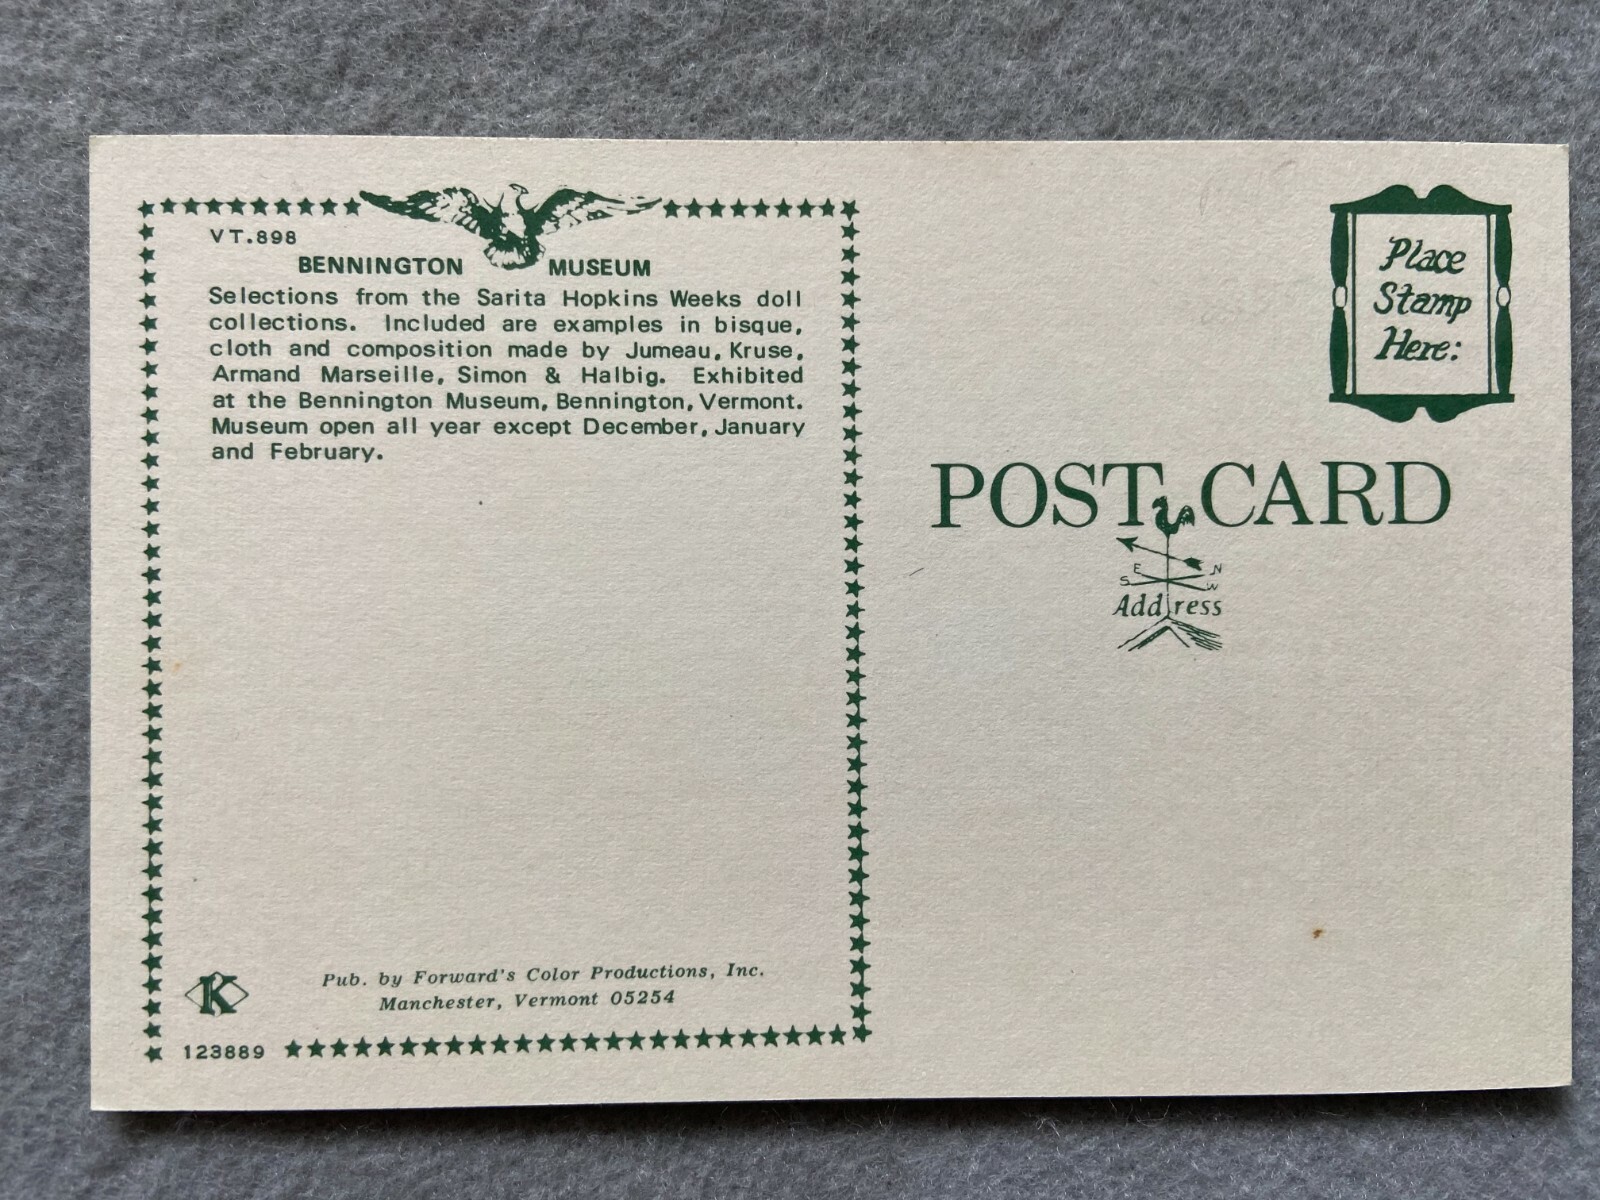 VT.898
BENNINGTON MUSEUM
Selections from the Sarita Hopkins Weeks doll
collections. Included are examples in bisque,
cloth and composition made by Jumeau, Kruse,
Armand Marseille, Simon & Halbig. Exhibited
at the Bennington Museum, Bennington, Vermont.
Museum open all year except December, January
and February.
Pub. by Forward's Color Productions, Inc.
Manchester, Vermont 05254
K
123889
Place
Stamp
Here:
POST CARD
E N
S W
Address